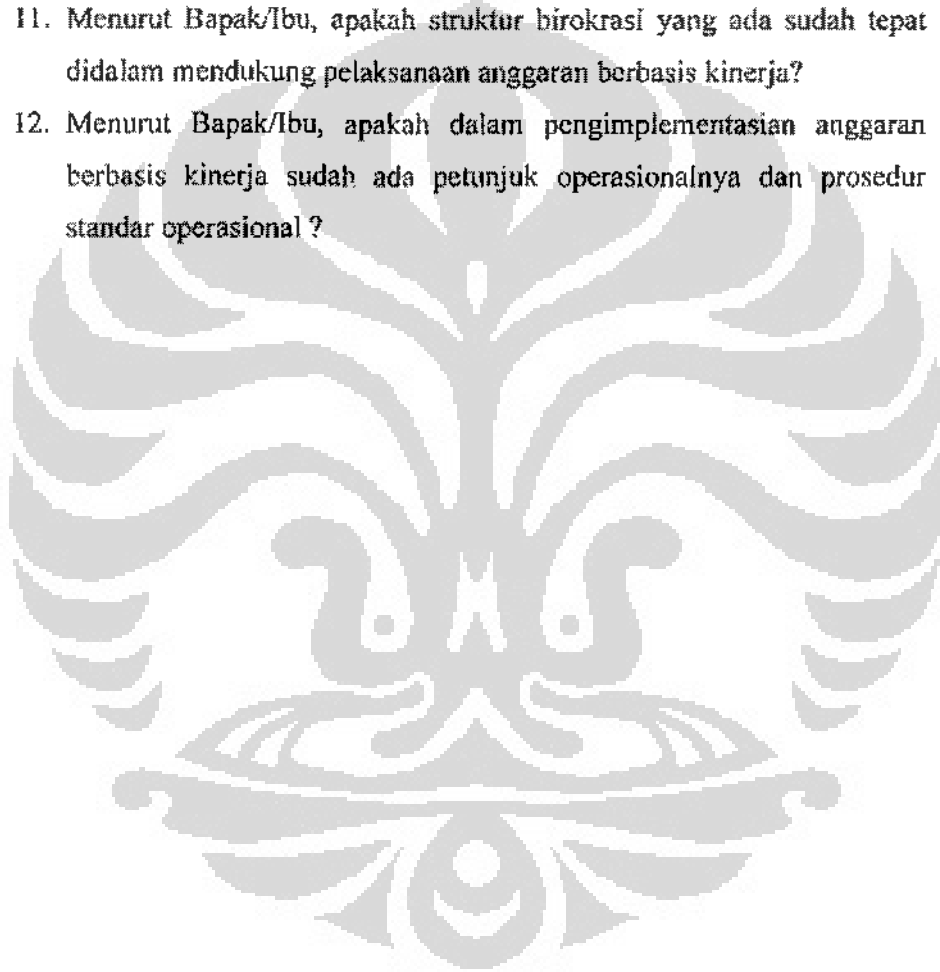 11. Menurut Bapak/Ibu, apakah struktur birokrasi yang ada sudah tepat
didalam mendukung pelaksanaan anggaran berbasis kinerja?
12. Menurut Bapak/Ibu, apakah dalam pengimplementasian anggaran
berbasis kinerja sudah ada petunjuk operasionalnya dan prosedur
standar operasional ?